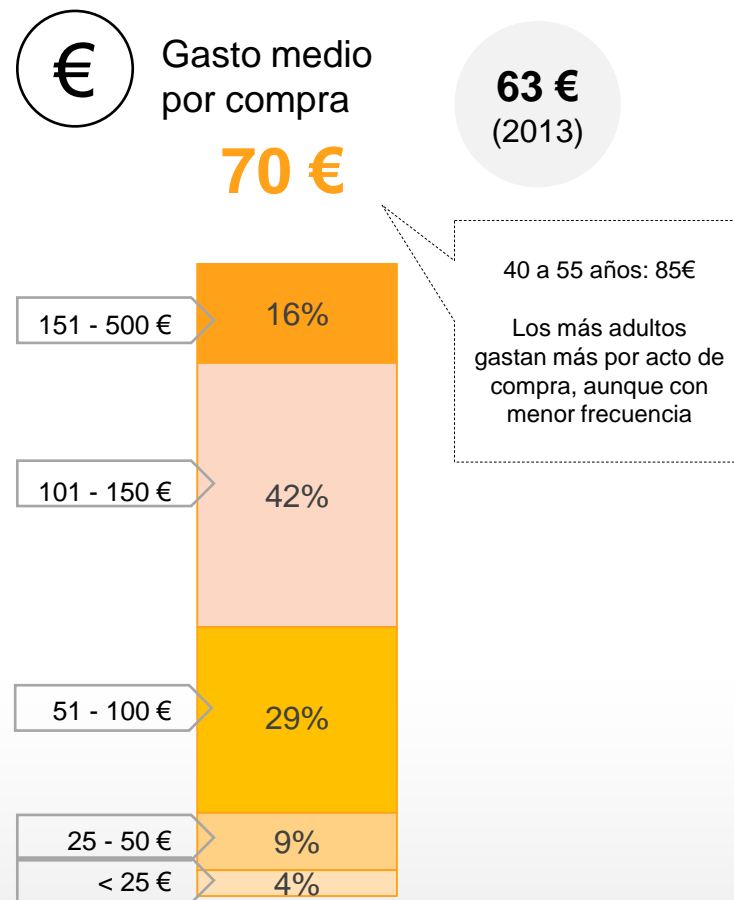 €
Gasto medio
por compra
70 €
63 €
(2013)
40 a 55 años: 85€
Los más adultos
gastan más por acto de
compra, aunque con
menor frecuencia
151 - 500 €
16%
101 - 150 €
42%
51 - 100 €
29%
25 - 50 €
9%
< 25 €
4%